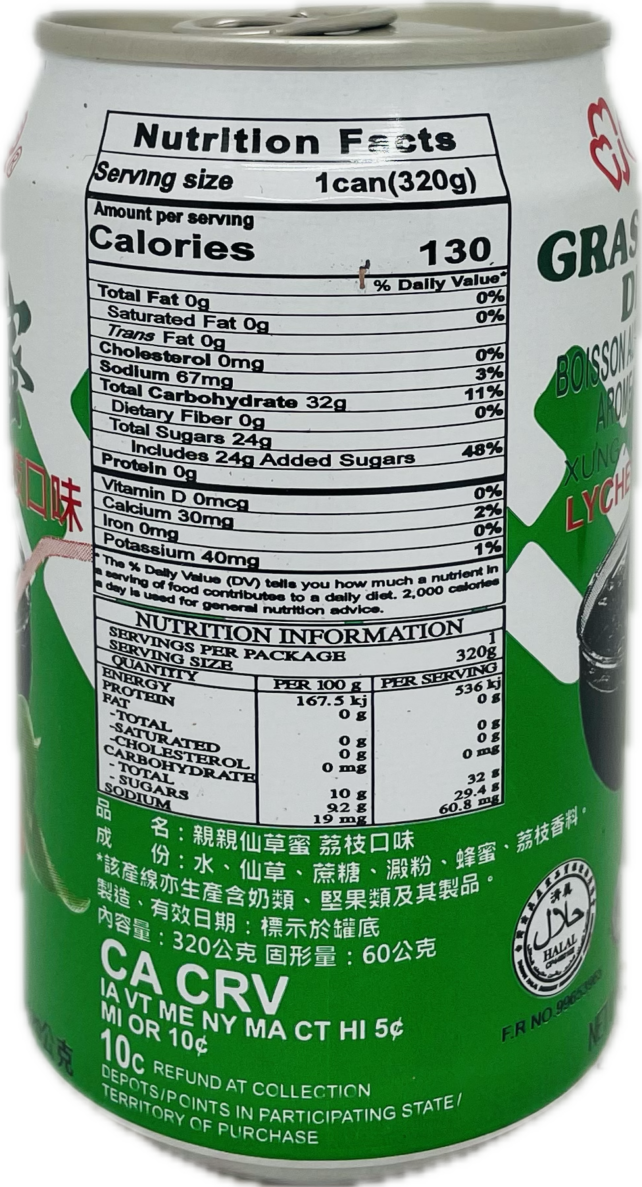 Nutrition Facts
Serving size 1can(320g)
Amount per serving
Calories 130
% Daily Value*
Total Fat 0g 0%
Saturated Fat 0g 0%
Trans Fat 0g
Cholesterol 0mg 0%
Sodium 67mg 3%
Total Carbohydrate 32g 11%
Dietary Fiber 0g 0%
Total Sugars 24g
Includes 24g Added Sugars 48%
Protein 0g
Vitamin D 0mcg 0%
Calcium 30mg 2%
Iron 0mg 0%
Potassium 40mg 1%
*The % Daily Value (DV) tells you how much a nutrient in
a serving of food contributes to a daily diet. 2,000 calories
a day is used for general nutrition advice.
NUTRITION INFORMATION
SERVINGS PER PACKAGE 1
SERVING SIZE 320g
QUANTITY PER 100 g PER SERVING
ENERGY 167.5 kj 536 kj
PROTEIN 0 g 0 g
FAT
-TOTAL 0 g 0 g
-SATURATED 0 g 0 g
-CHOLESTEROL 0 mg 0 mg
CARBOHYDRATE
- TOTAL 10 g 32 g
- SUGARS 9.2 g 29.4 g
SODIUM 19 mg 60.8 mg
品 名：親親仙草蜜 荔枝口味
成 份：水、仙草、蔗糖、澱粉、蜂蜜、荔枝香料。
*該產線亦生產含奶類、堅果類及其製品。
製造、有效日期：標示於罐底
內容量：320公克 固形量：60公克
CA CRV
IA VT ME NY MA CT HI 5¢
MI OR 10¢
10c REFUND AT COLLECTION
DEPOTS/POINTS IN PARTICIPATING STATE/
TERRITORY OF PURCHASE
GRAS
D
BOISSON A
AROM
XUNG
LYCHE
口味
公克
清真
حلال
HALAL
F.R NO.
NET